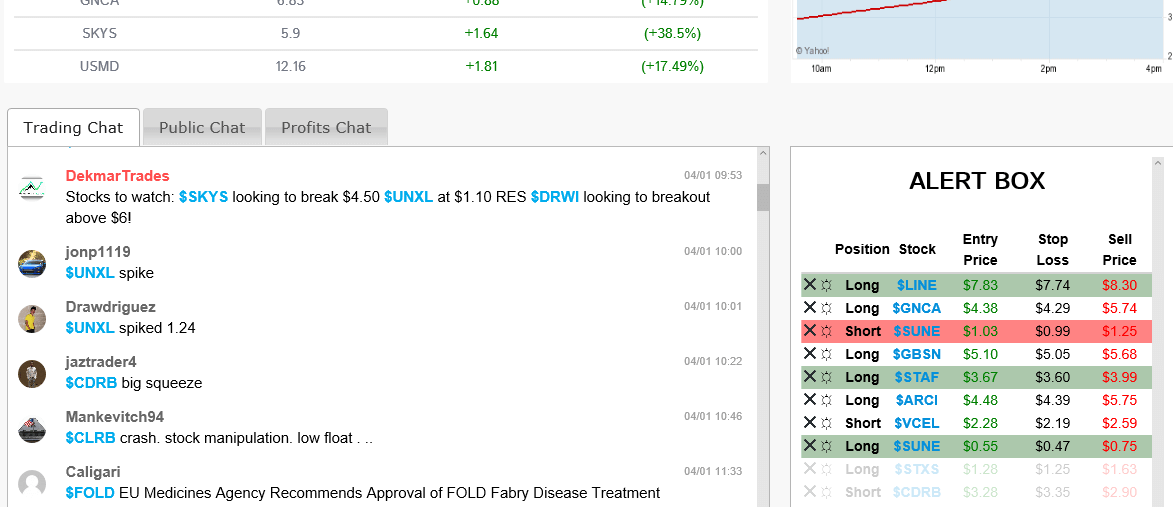 GNCA 6.83 +0.88 (+14.79%)
SKYS 5.9 +1.64 (+38.5%)
USMD 12.16 +1.81 (+17.49%)
3
© Yahoo!
2
10am 12pm 2pm 4pm
Trading Chat Public Chat Profits Chat
DekmarTrades 04/01 09:53
Stocks to watch: $SKYS looking to break $4.50 $UNXL at $1.10 RES $DRWI looking to breakout
above $6!
jonp1119 04/01 10:00
$UNXL spike
Drawdriguez 04/01 10:01
$UNXL spiked 1.24
jaztrader4 04/01 10:22
$CDRB big squeeze
Mankevitch94 04/01 10:46
$CLRB crash. stock manipulation. low float . ..
Caligari 04/01 11:33
$FOLD EU Medicines Agency Recommends Approval of FOLD Fabry Disease Treatment
ALERT BOX
Position Stock Entry Price Stop Loss Sell Price
Long $LINE $7.83 $7.74 $8.30
Long $GNCA $4.38 $4.29 $5.74
Short $SUNE $1.03 $0.99 $1.25
Long $GBSN $5.10 $5.05 $5.68
Long $STAF $3.67 $3.60 $3.99
Long $ARCI $4.48 $4.39 $5.75
Short $VCEL $2.28 $2.19 $2.59
Long $SUNE $0.55 $0.47 $0.75
Long $STXS $1.28 $1.25 $1.63
Short $CDRB $3.28 $3.35 $2.90